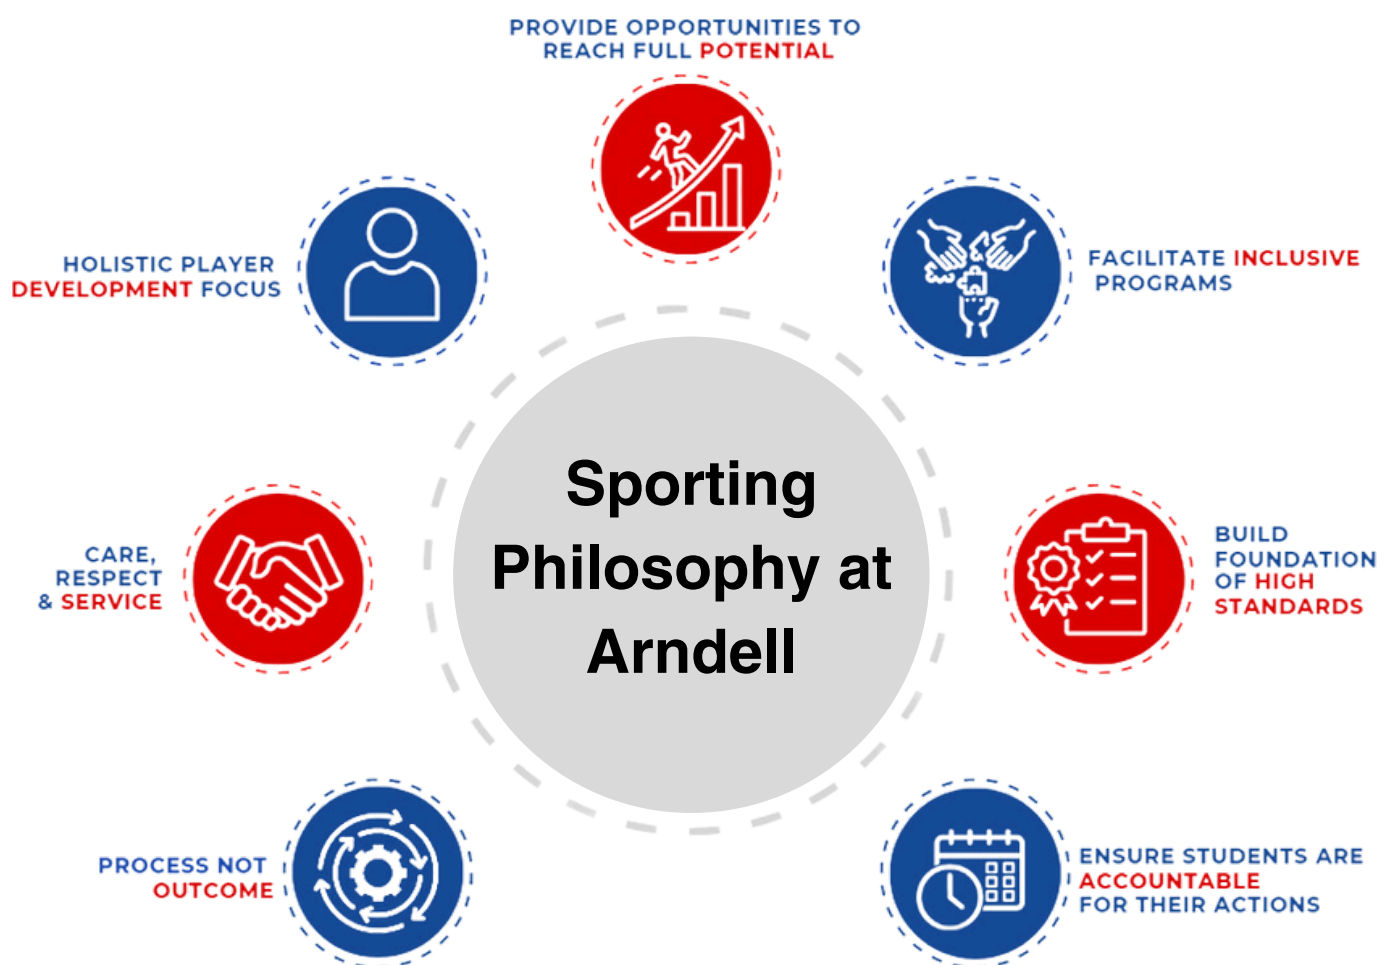 PROVIDE OPPORTUNITIES TO
REACH FULL POTENTIAL
HOLISTIC PLAYER
DEVELOPMENT FOCUS
FACILITATE INCLUSIVE
PROGRAMS
Sporting
Philosophy at
Arndell
CARE,
RESPECT
& SERVICE
BUILD
FOUNDATION
OF HIGH
STANDARDS
PROCESS NOT
OUTCOME
ENSURE STUDENTS ARE
ACCOUNTABLE
FOR THEIR ACTIONS